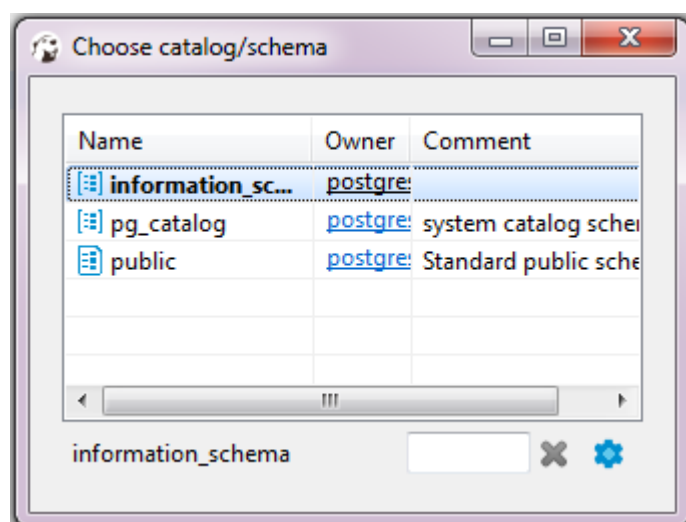 Choose catalog/schema
Name Owner Comment
information_sc... postgres
pg_catalog postgres system catalog scher
public postgres Standard public sche
information_schema